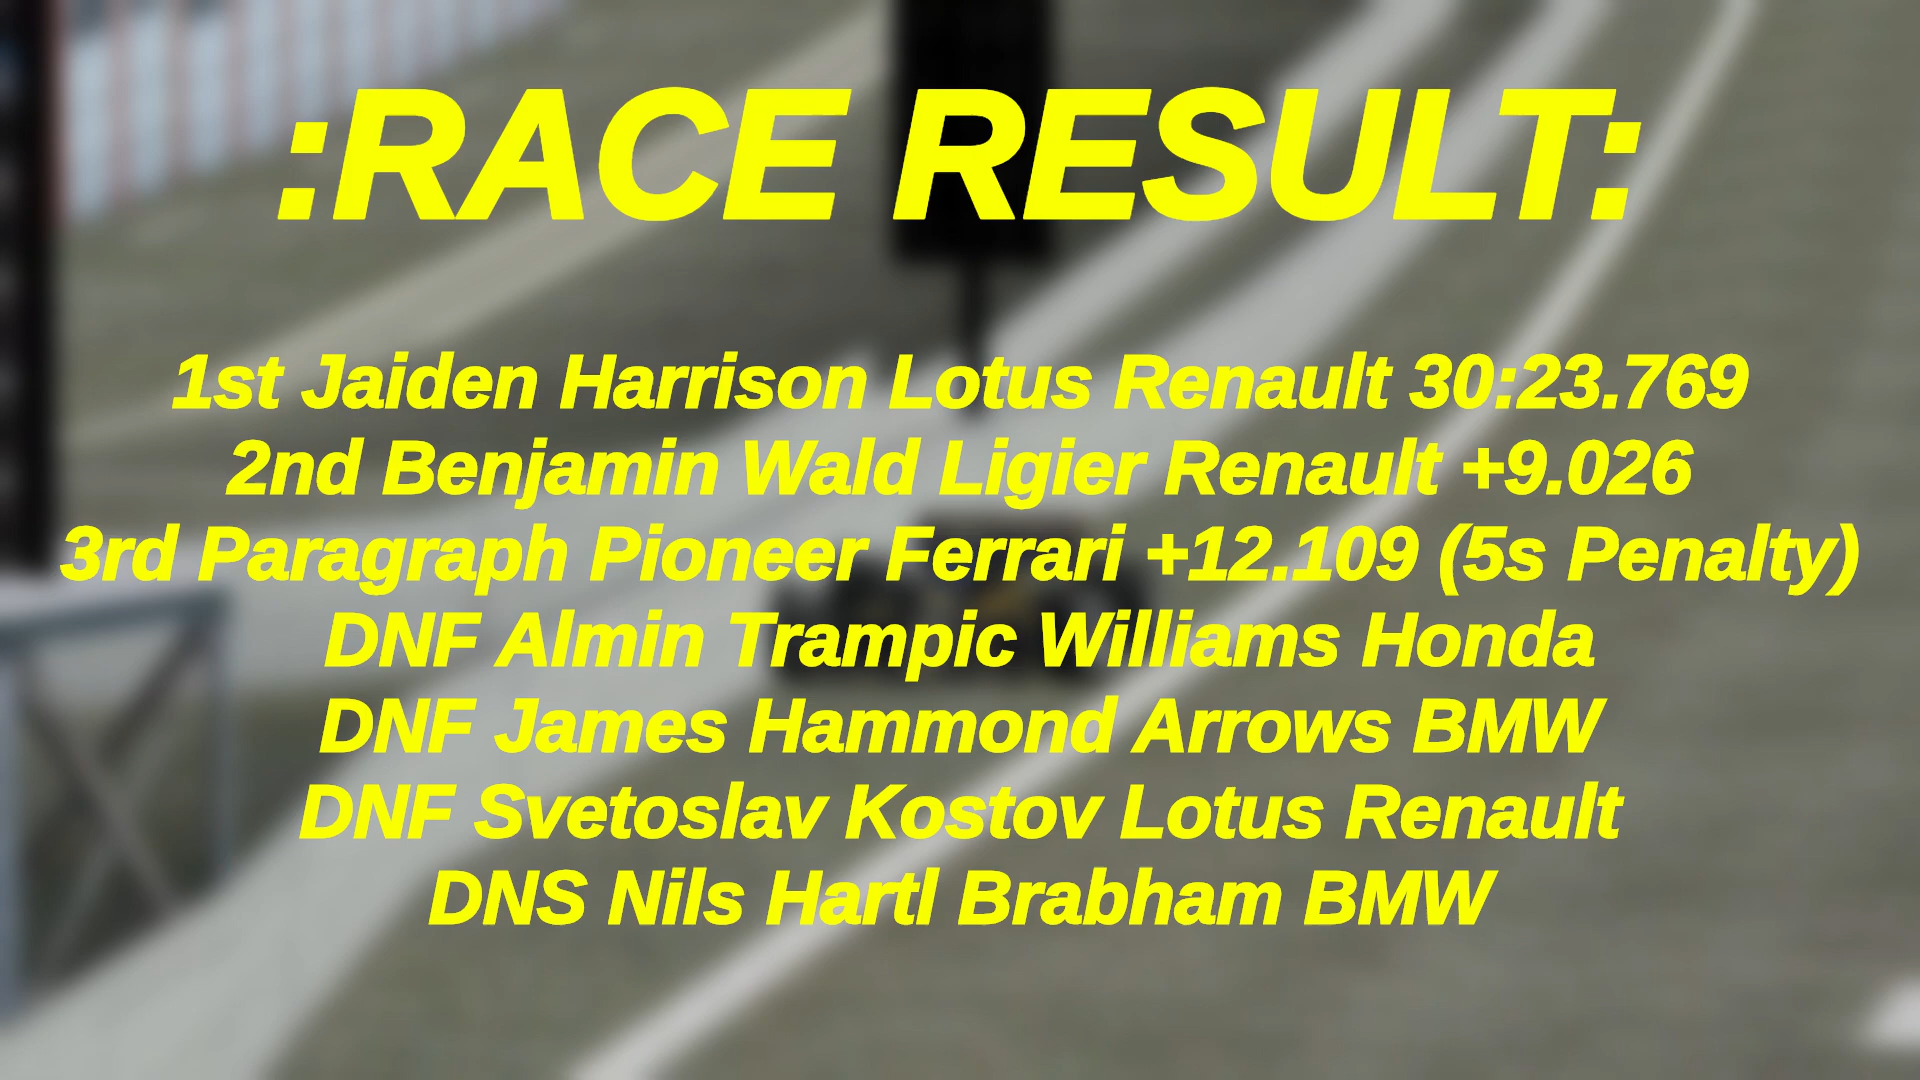 :RACE RESULT:
1st Jaiden Harrison Lotus Renault 30:23.769
2nd Benjamin Wald Ligier Renault +9.026
3rd Paragraph Pioneer Ferrari +12.109 (5s Penalty)
DNF Almin Trampic Williams Honda
DNF James Hammond Arrows BMW
DNF Svetoslav Kostov Lotus Renault
DNS Nils Hartl Brabham BMW